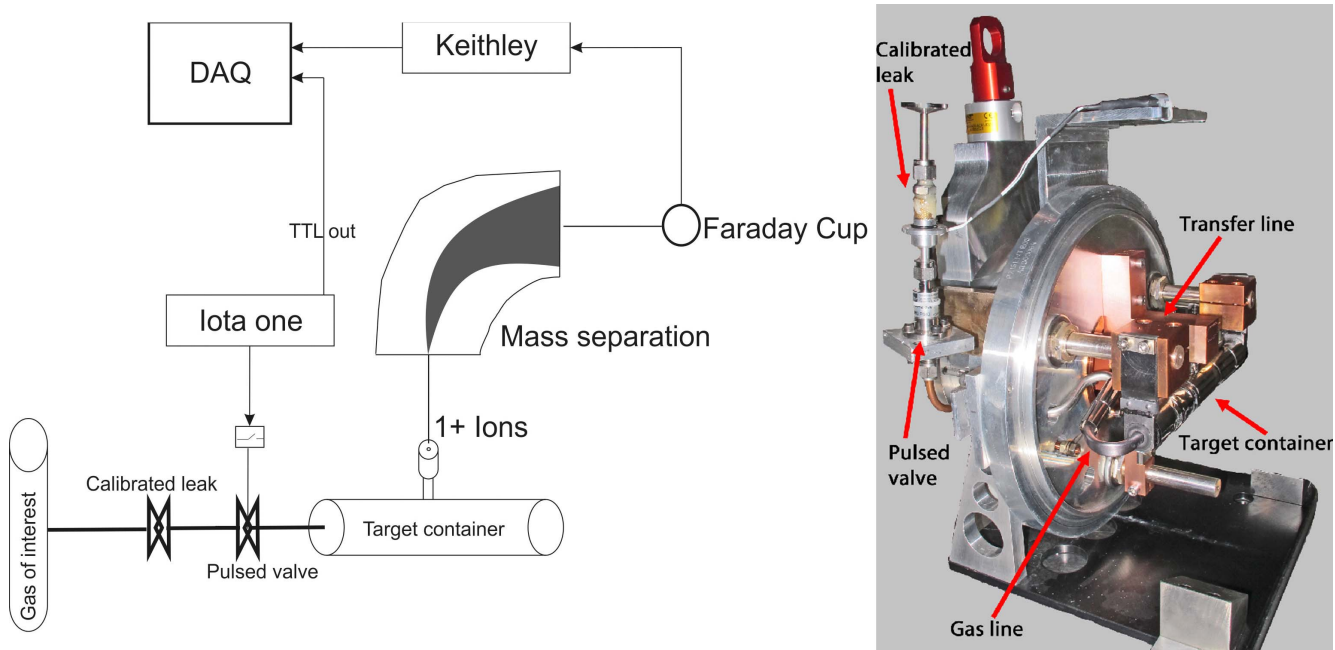 DAQ
Keithley
TTL out
Faraday Cup
Iota one
Mass separation
1+ Ions
Gas of interest
Calibrated leak
Pulsed valve
Target container
Calibrated
leak
Transfer line
Pulsed
valve
Target container
Gas line